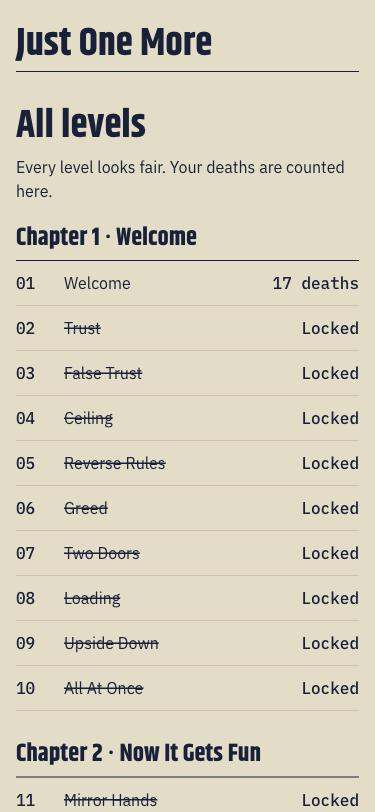 Just One More
All levels
Every level looks fair. Your deaths are counted
here.
Chapter 1 · Welcome
01 Welcome 17 deaths
02 Trust Locked
03 False Trust Locked
04 Ceiling Locked
05 Reverse Rules Locked
06 Greed Locked
07 Two Doors Locked
08 Loading Locked
09 Upside Down Locked
10 All At Once Locked
Chapter 2 · Now It Gets Fun
11 Mirror Hands Locked